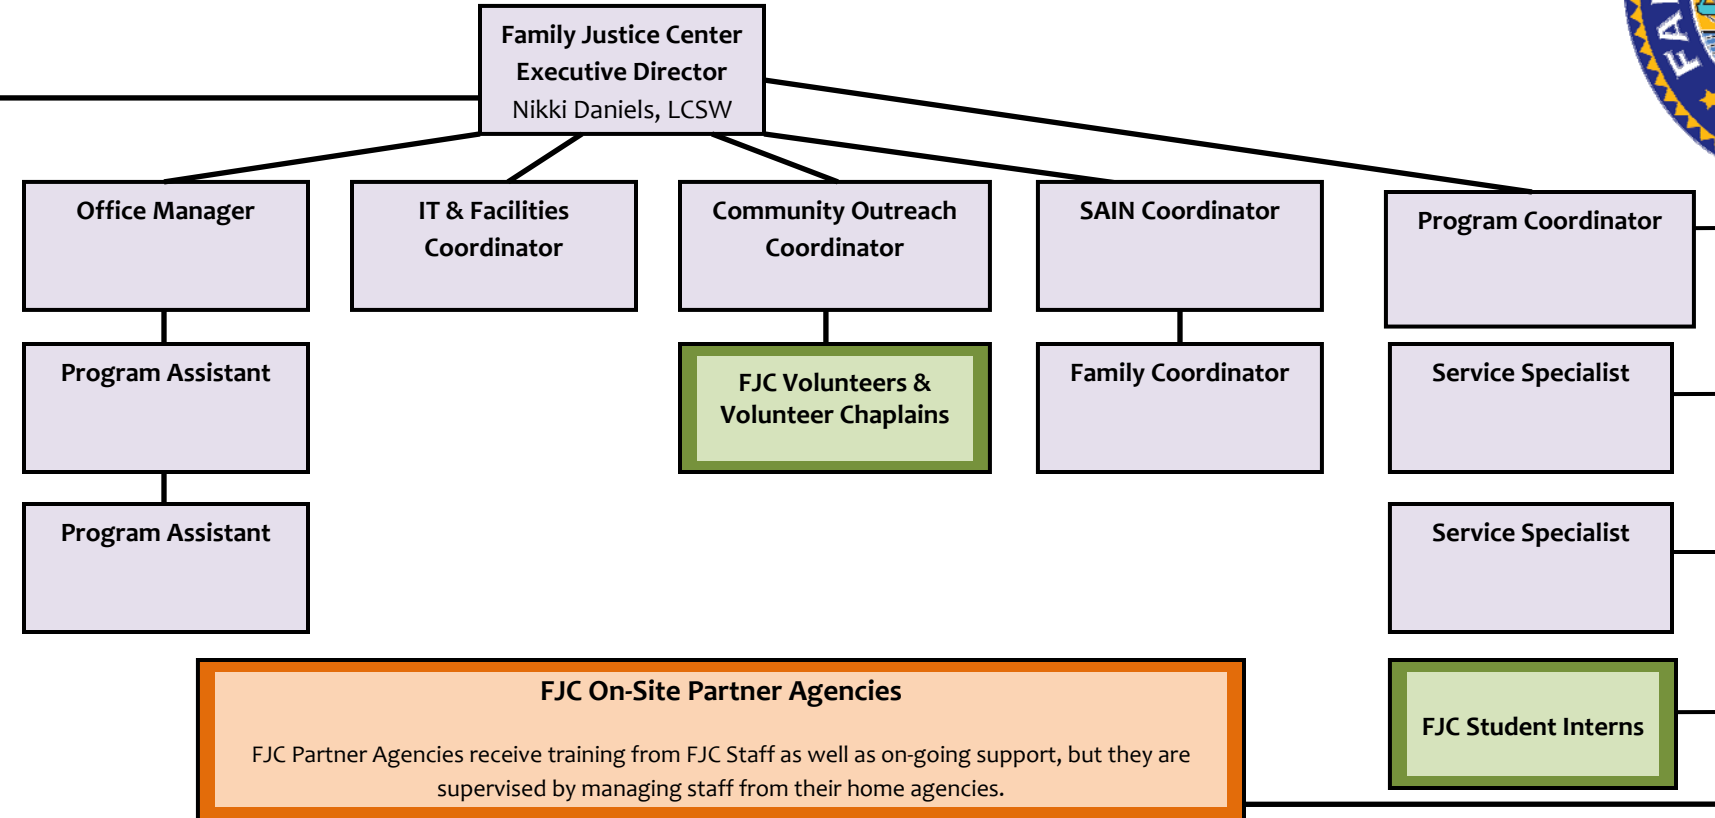 Family Justice Center
Executive Director
Nikki Daniels, LCSW
FA
Office Manager
IT & Facilities
Coordinator
Community Outreach
Coordinator
SAIN Coordinator
Program Coordinator
Program Assistant
FJC Volunteers &
Volunteer Chaplains
Family Coordinator
Service Specialist
Program Assistant
Service Specialist
FJC On-Site Partner Agencies
FJC Partner Agencies receive training from FJC Staff as well as on-going support, but they are
supervised by managing staff from their home agencies.
FJC Student Interns